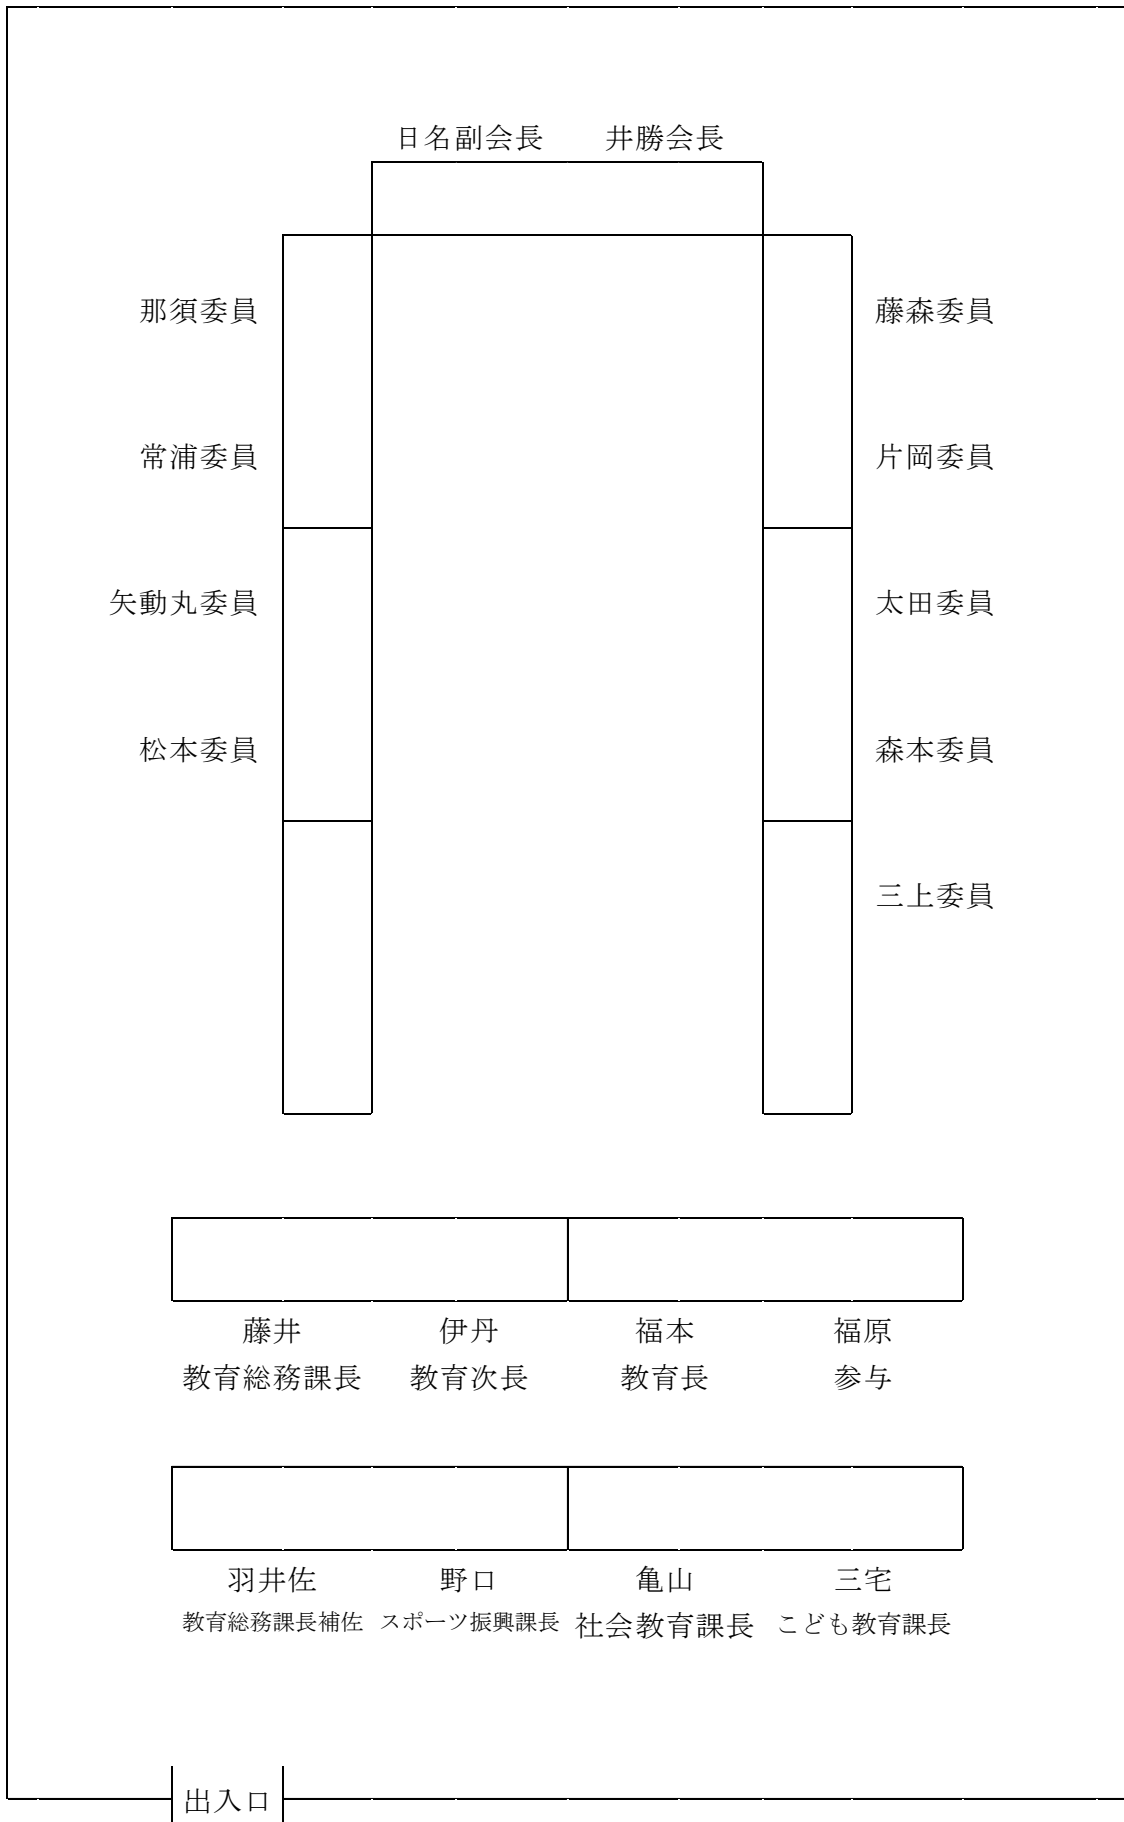 日名副会長 井勝会長
那須委員 藤森委員
常浦委員 片岡委員
矢動丸委員 太田委員
松本委員 森本委員
三上委員
藤井 伊丹 福本 福原
教育総務課長 教育次長 教育長 参与
羽井佐 野口 亀山 三宅
教育総務課長補佐 スポーツ振興課長 社会教育課長 こども教育課長
出入口